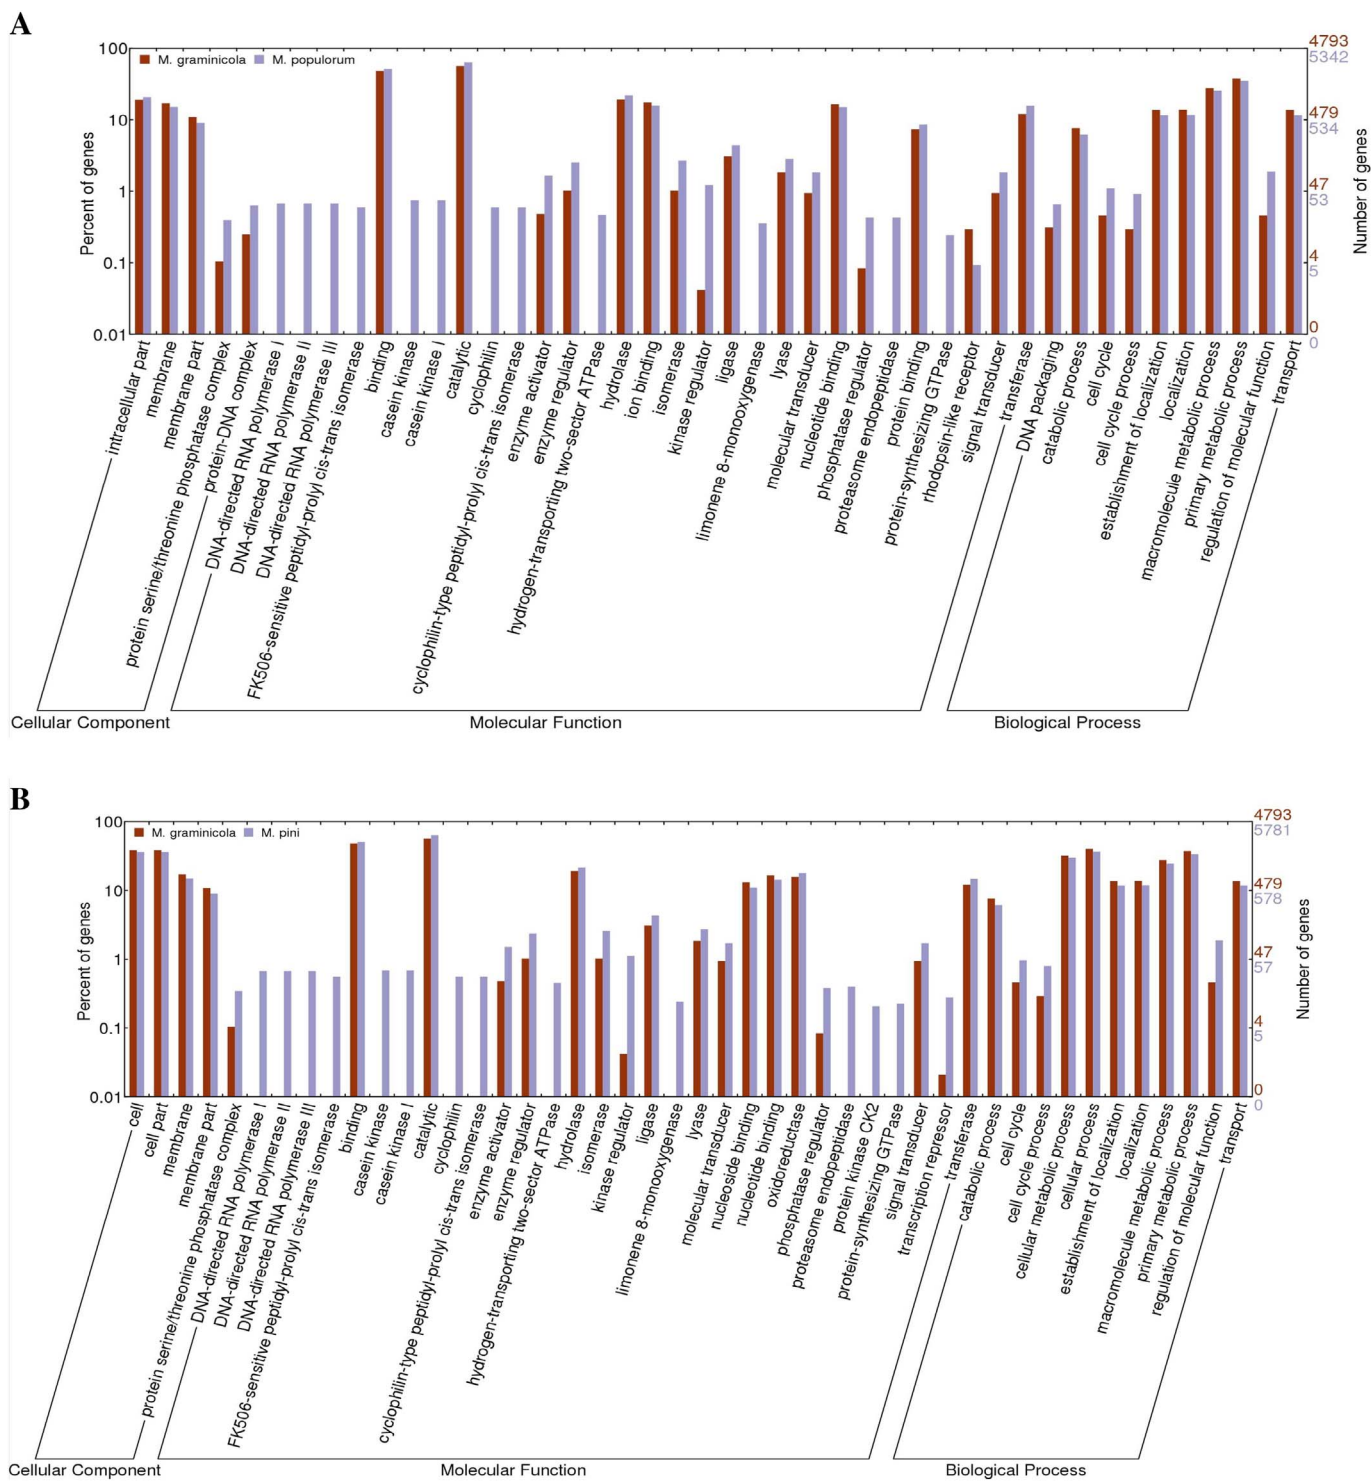 A
100
10
1
0.1
0.01
Percent of genes
M. graminicola
M. populorum
4793
5342
479
534
47
53
4
5
0
0
Number of genes
intracellular part
membrane
membrane part
protein serine/threonine phosphatase complex
protein-DNA complex
DNA-directed RNA polymerase I
DNA-directed RNA polymerase II
DNA-directed RNA polymerase III
FK506-sensitive peptidyl-prolyl cis-trans isomerase
binding
casein kinase
casein kinase I
catalytic
cyclophilin
cyclophilin-type peptidyl-prolyl cis-trans isomerase
enzyme activator
enzyme regulator
hydrogen-transporting two-sector ATPase
hydrolase
ion binding
isomerase
kinase regulator
ligase
limonene 8-monooxygenase
lyase
molecular transducer
nucleotide binding
phosphatase regulator
proteasome endopeptidase
protein binding
protein-synthesizing GTPase
rhodopsin-like receptor
signal transducer
transferase
DNA packaging
catabolic process
cell cycle
cell cycle process
establishment of localization
localization
macromolecule metabolic process
primary metabolic process
regulation of molecular function
transport
Cellular Component
Molecular Function
Biological Process
B
100
10
1
0.1
0.01
Percent of genes
M. graminicola
M. pini
4793
5781
479
578
47
57
4
5
0
0
Number of genes
cell
cell part
membrane
membrane part
protein serine/threonine phosphatase complex
DNA-directed RNA polymerase I
DNA-directed RNA polymerase II
DNA-directed RNA polymerase III
FK506-sensitive peptidyl-prolyl cis-trans isomerase
binding
casein kinase
casein kinase I
catalytic
cyclophilin
cyclophilin-type peptidyl-prolyl cis-trans isomerase
enzyme activator
enzyme regulator
hydrogen-transporting two-sector ATPase
hydrolase
isomerase
kinase regulator
ligase
limonene 8-monooxygenase
lyase
molecular transducer
nucleoside binding
nucleotide binding
oxidoreductase
phosphatase regulator
proteasome endopeptidase
protein kinase CK2
protein-synthesizing GTPase
signal transducer
transcription repressor
transferase
catabolic process
cell cycle
cell cycle process
cellular metabolic process
cellular process
establishment of localization
localization
macromolecule metabolic process
primary metabolic process
regulation of molecular function
transport
Cellular Component
Molecular Function
Biological Process